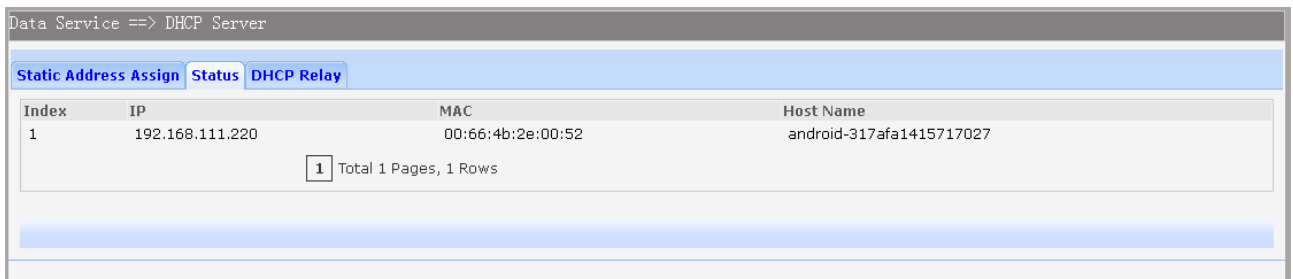 Data Service ==> DHCP Server
Static Address Assign Status DHCP Relay
Index IP MAC Host Name
1 192.168.111.220 00:66:4b:2e:00:52 android-317afa1415717027
1 Total 1 Pages, 1 Rows